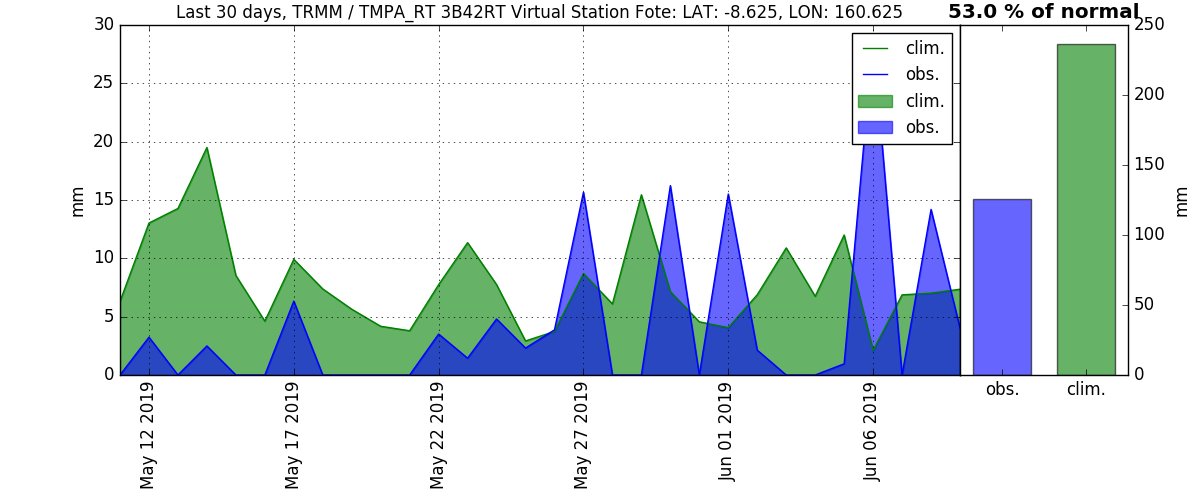 Last 30 days, TRMM / TMPA_RT 3B42RT Virtual Station Fote: LAT: -8.625, LON: 160.625
53.0 % of normal
30
25
20
15
10
5
0
mm
clim.
obs.
clim.
obs.
250
200
150
100
50
0
mm
May 12 2019
May 17 2019
May 22 2019
May 27 2019
Jun 01 2019
Jun 06 2019
obs.
clim.